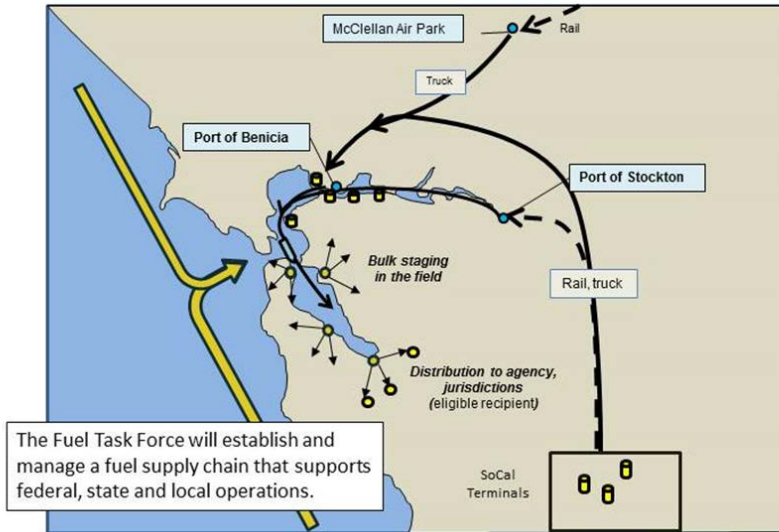 McClellan Air Park
Rail
Truck
Port of Benicia
Port of Stockton
Bulk staging
in the field
Rail, truck
Distribution to agency,
jurisdictions
(eligible recipient)
The Fuel Task Force will establish and
manage a fuel supply chain that supports
federal, state and local operations.
SoCal
Terminals